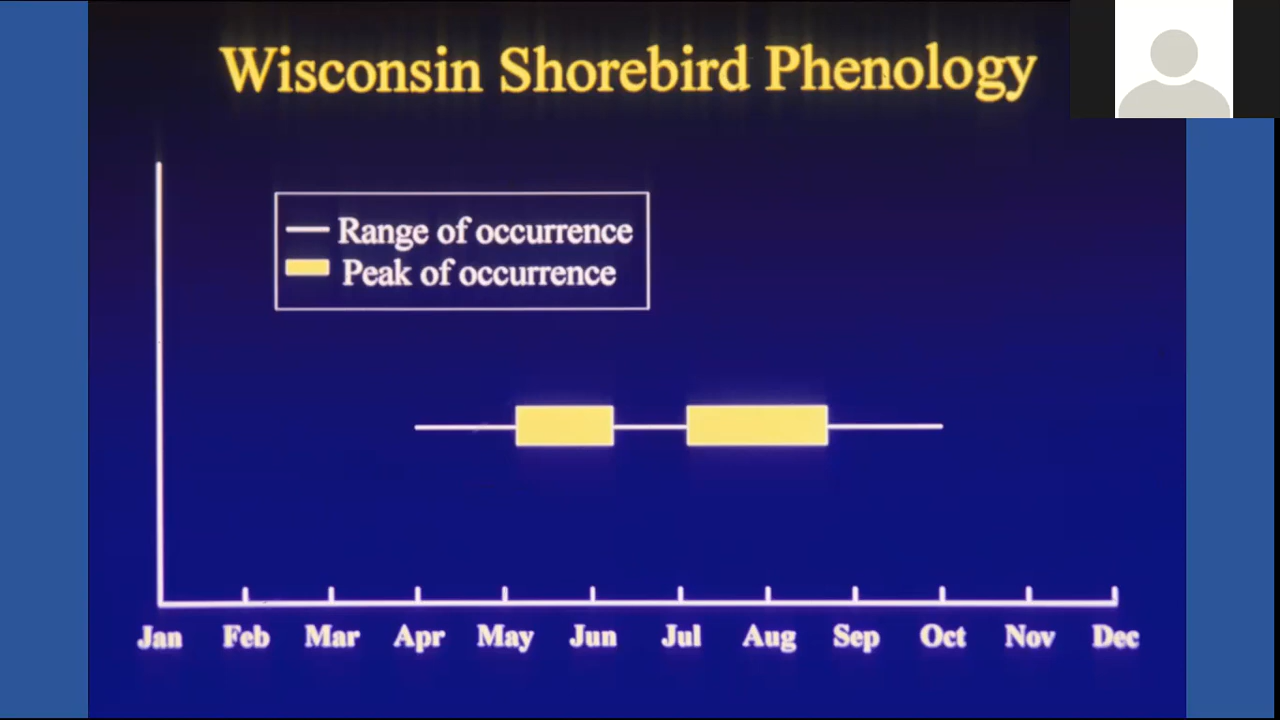 Wisconsin Shorebird Phenology
Range of occurrence
Peak of occurrence
Jan Feb Mar Apr May Jun Jul Aug Sep Oct Nov Dec